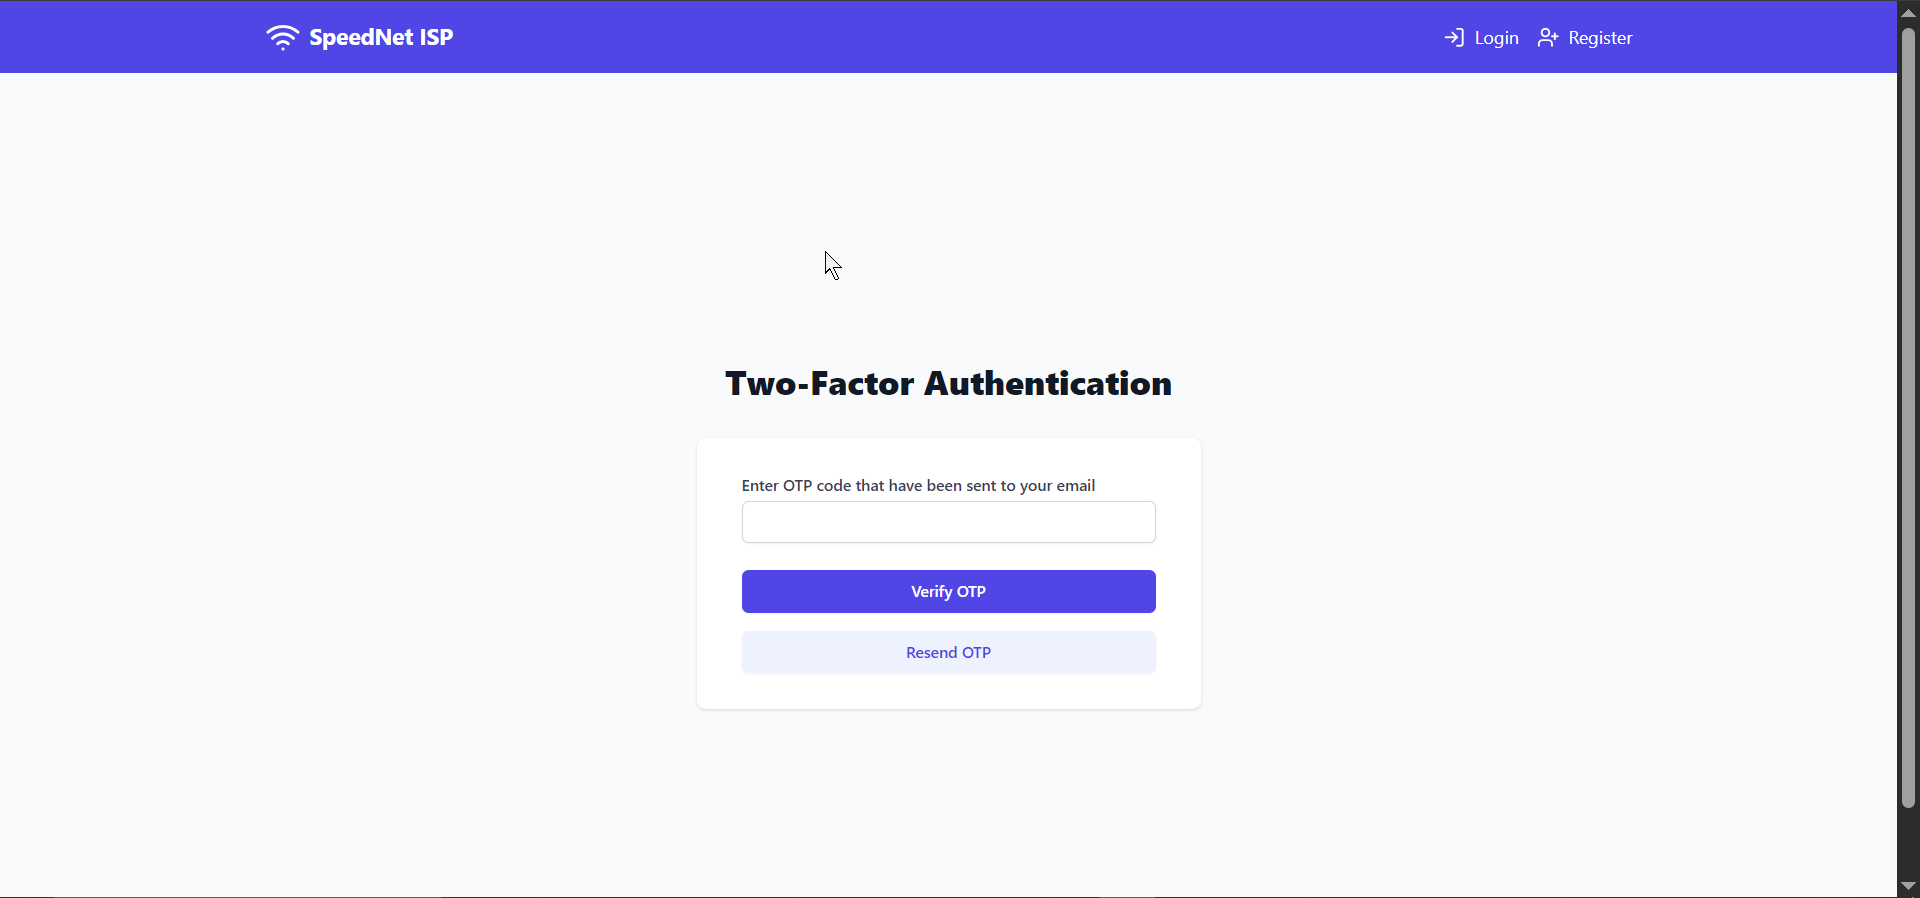 SpeedNet ISP
Login
Register
Two-Factor Authentication
Enter OTP code that have been sent to your email
Verify OTP
Resend OTP